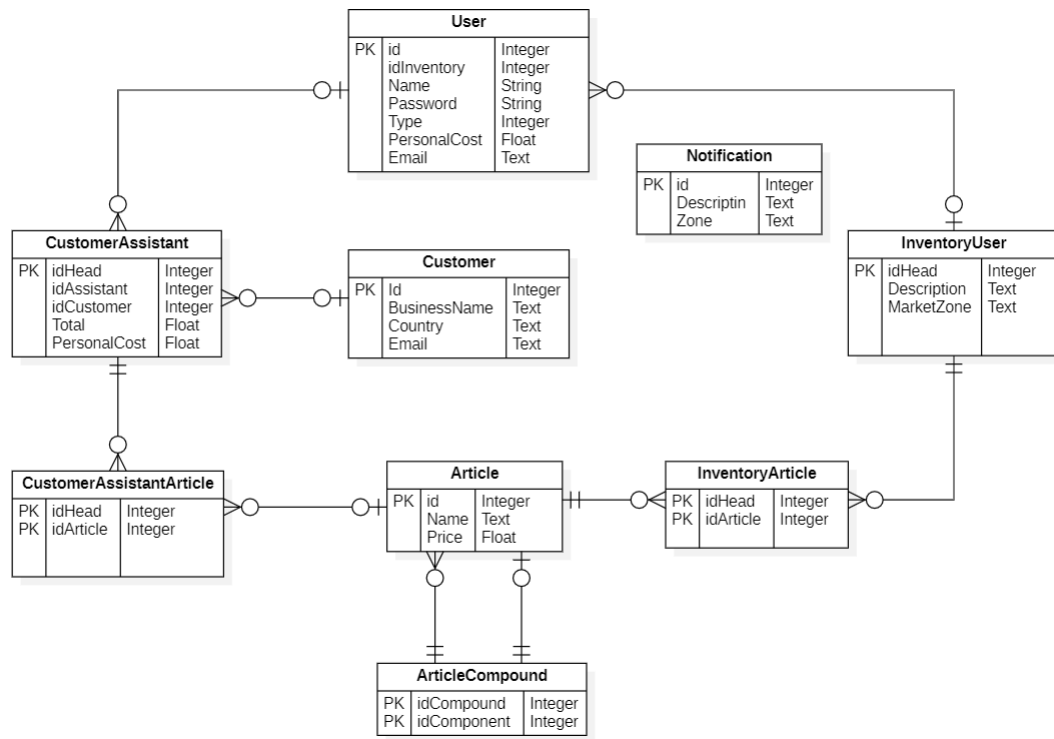 User
PK id Integer
idInventory Integer
Name String
Password String
Type Integer
PersonalCost Float
Email Text
Notification
PK id Integer
Descriptin Text
Zone Text
CustomerAssistant
PK idHead Integer
idAssistant Integer
idCustomer Integer
Total Float
PersonalCost Float
Customer
PK Id Integer
BusinessName Text
Country Text
Email Text
InventoryUser
PK idHead Integer
Description Text
MarketZone Text
CustomerAssistantArticle
PK idHead Integer
PK idArticle Integer
Article
PK id Integer
Name Text
Price Float
InventoryArticle
PK idHead Integer
PK idArticle Integer
ArticleCompound
PK idCompound Integer
PK idComponent Integer